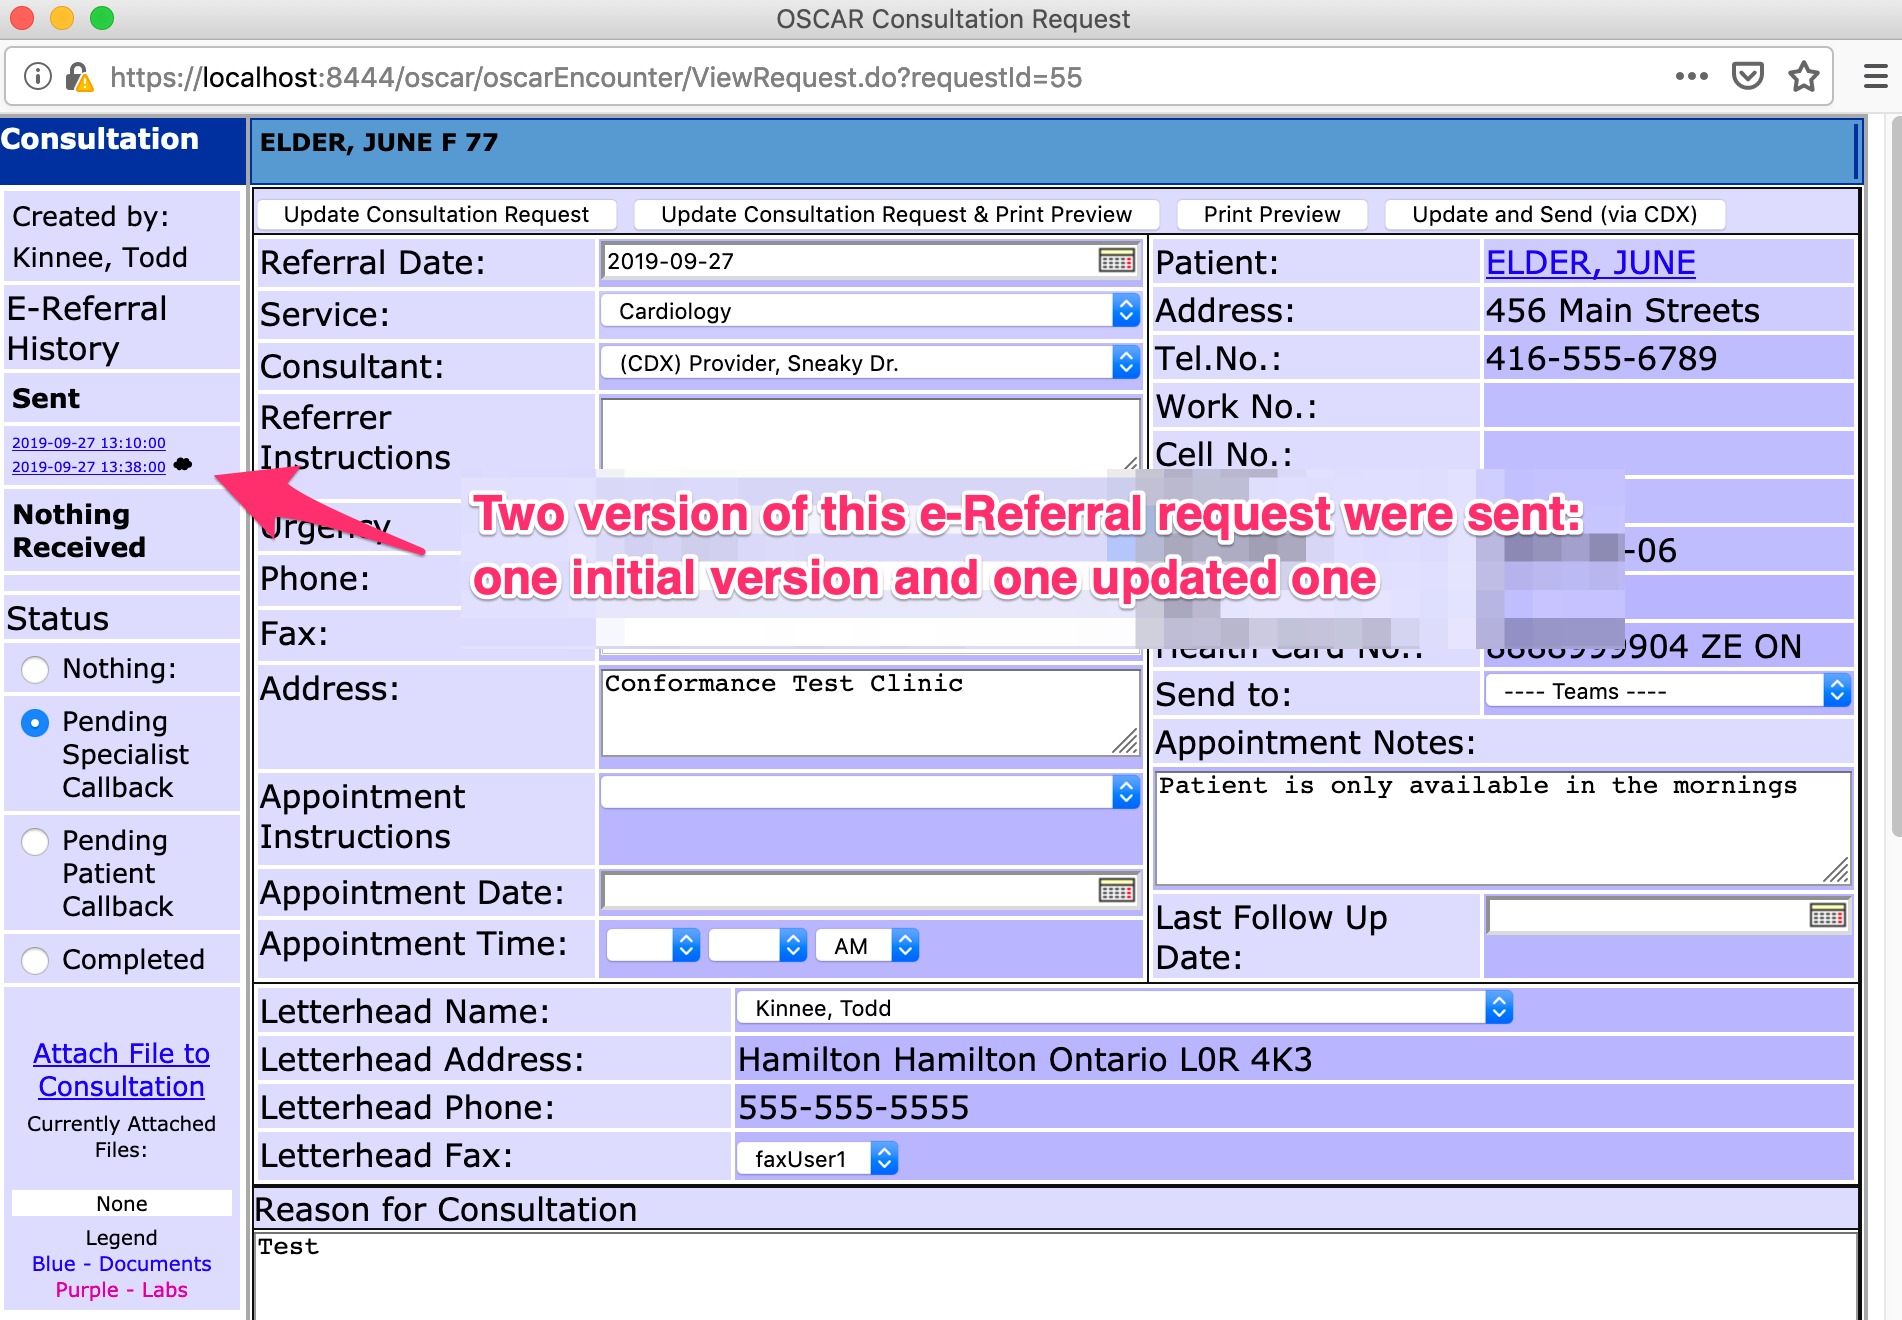 OSCAR Consultation Request
https://localhost:8444/oscar/oscarEncounter/ViewRequest.do?requestId=55
Consultation
ELDER, JUNE F 77
Created by:
Kinnee, Todd
E-Referral
History
Sent
2019-09-27 13:10:00
2019-09-27 13:38:00
Nothing
Received
Status
Nothing:
Pending
Specialist
Callback
Pending
Patient
Callback
Completed
Attach File to
Consultation
Currently Attached
Files:
None
Legend
Blue - Documents
Purple - Labs
Update Consultation Request
Update Consultation Request & Print Preview
Print Preview
Update and Send (via CDX)
Referral Date:
2019-09-27
Service:
Cardiology
Consultant:
(CDX) Provider, Sneaky Dr.
Referrer
Instructions
Urgency
Phone:
Fax:
Address:
Conformance Test Clinic
Appointment
Instructions
Appointment Date:
Appointment Time:
AM
Patient:
ELDER, JUNE
Address:
456 Main Streets
Tel.No.:
416-555-6789
Work No.:
Cell No.:
Two version of this e-Referral request were sent:
one initial version and one updated one
-06
Health Card No.:
8888999904 ZE ON
Send to:
---- Teams ----
Appointment Notes:
Patient is only available in the mornings
Last Follow Up
Date:
Letterhead Name:
Kinnee, Todd
Letterhead Address:
Hamilton Hamilton Ontario L0R 4K3
Letterhead Phone:
555-555-5555
Letterhead Fax:
faxUser1
Reason for Consultation
Test